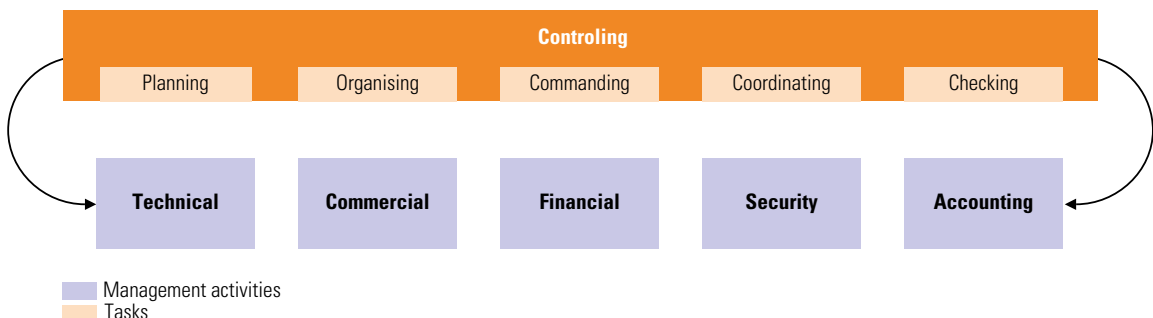 Controling
Planning Organising Commanding Coordinating Checking
Technical Commercial Financial Security Accounting
Management activities
Tasks